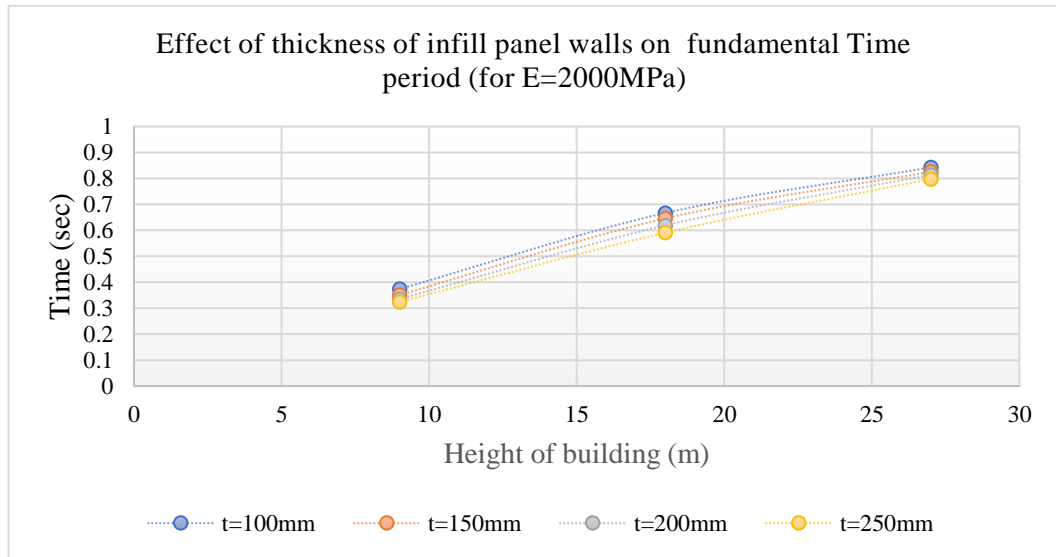 Effect of thickness of infill panel walls on fundamental Time
period (for E=2000MPa)
Time (sec)
1
0.9
0.8
0.7
0.6
0.5
0.4
0.3
0.2
0.1
0
0 5 10 15 20 25 30
Height of building (m)
t=100mm t=150mm t=200mm t=250mm